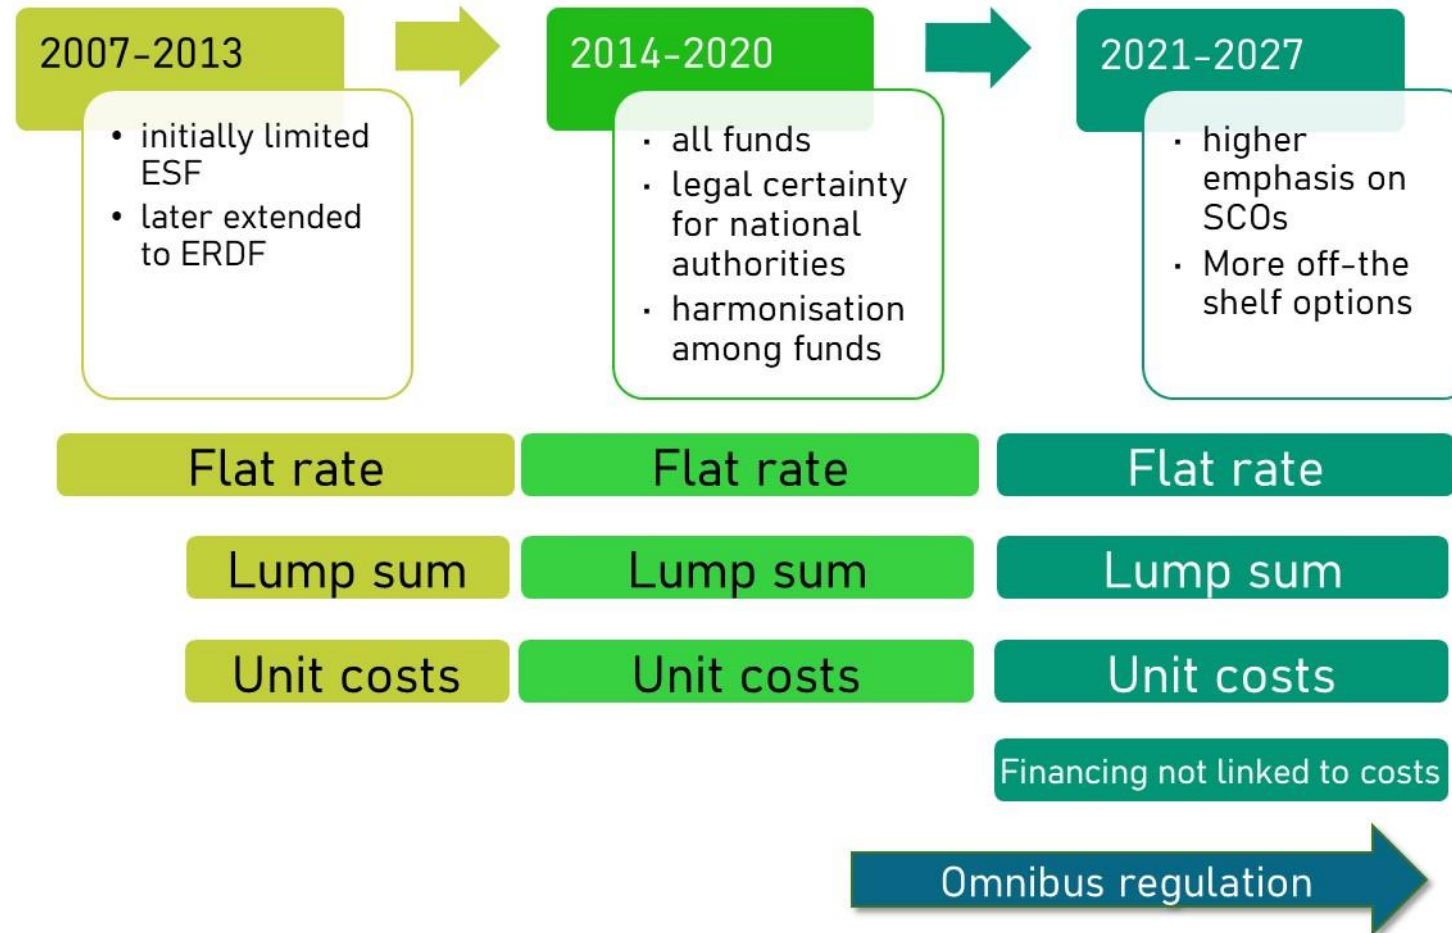 2007-2013
• initially limited
ESF
• later extended
to ERDF
2014-2020
· all funds
· legal certainty
for national
authorities
· harmonisation
among funds
2021-2027
· higher
emphasis on
SCOs
· More off-the
shelf options
Flat rate
Flat rate
Flat rate
Lump sum
Lump sum
Lump sum
Unit costs
Unit costs
Unit costs
Financing not linked to costs
Omnibus regulation